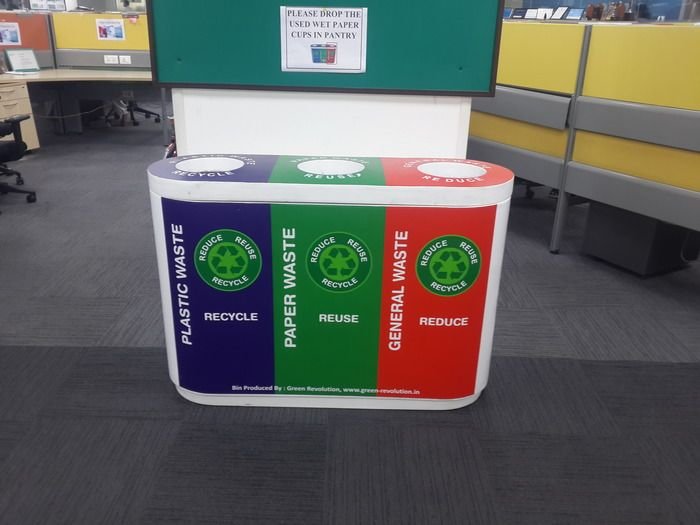 PLEASE DROP THE
USED WET PAPER
CUPS IN PANTRY
RECYCLE
REUSE
REDUCE
PLASTIC WASTE
REDUCE REUSE
RECYCLE
RECYCLE
PAPER WASTE
REDUCE REUSE
RECYCLE
REUSE
GENERAL WASTE
REDUCE REUSE
RECYCLE
REDUCE
Bin Produced By : Green Revolution, www.green-revolution.in